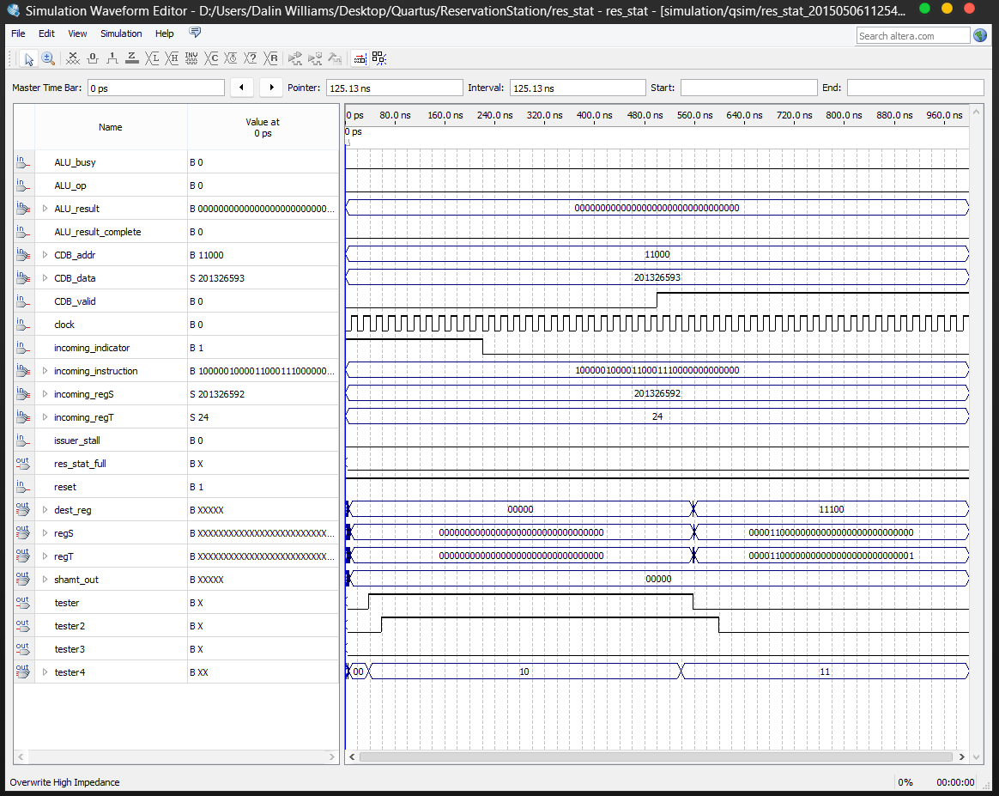 Simulation Waveform Editor - D:/Users/Dalin Williams/Desktop/Quartus/ReservationStation/res_stat - res_stat - [simulation/qsim/res_stat_2015050611254...
File Edit View Simulation Help
Search altera.com
Master Time Bar: 0 ps Pointer: 125.13 ns Interval: 125.13 ns Start: End:
Name Value at 0 ps 0 ps 80.0 ns 160.0 ns 240.0 ns 320.0 ns 400.0 ns 480.0 ns 560.0 ns 640.0 ns 720.0 ns 800.0 ns 880.0 ns 960.0 ns
0 ps
in ALU_busy B 0
in ALU_op B 0
in ALU_result B 0000000000000000000000000... 00000000000000000000000000000000
in ALU_result_complete B 0
in CDB_addr B 11000 11000
in CDB_data S 201326593 201326593
in CDB_valid B 0
in clock B 0
in incoming_indicator B 1
in incoming_instruction B 1000001000011000111000000... 10000010000110001110000000000000
in incoming_regS S 201326592 201326592
in incoming_regT S 24 24
in issuer_stall B 0
out res_stat_full B X
in reset B 1
out dest_reg B XXXXX 00000 11100
out regS B XXXXXXXXXXXXXXXXXXXXXXXXX... 00000000000000000000000000000000 00001100000000000000000000000000
out regT B XXXXXXXXXXXXXXXXXXXXXXXXX... 00000000000000000000000000000000 00001100000000000000000000000001
out shamt_out B XXXXX 00000
out tester B X
out tester2 B X
out tester3 B X
out tester4 B XX 00 10 11
Overwrite High Impedance 0% 00:00:00